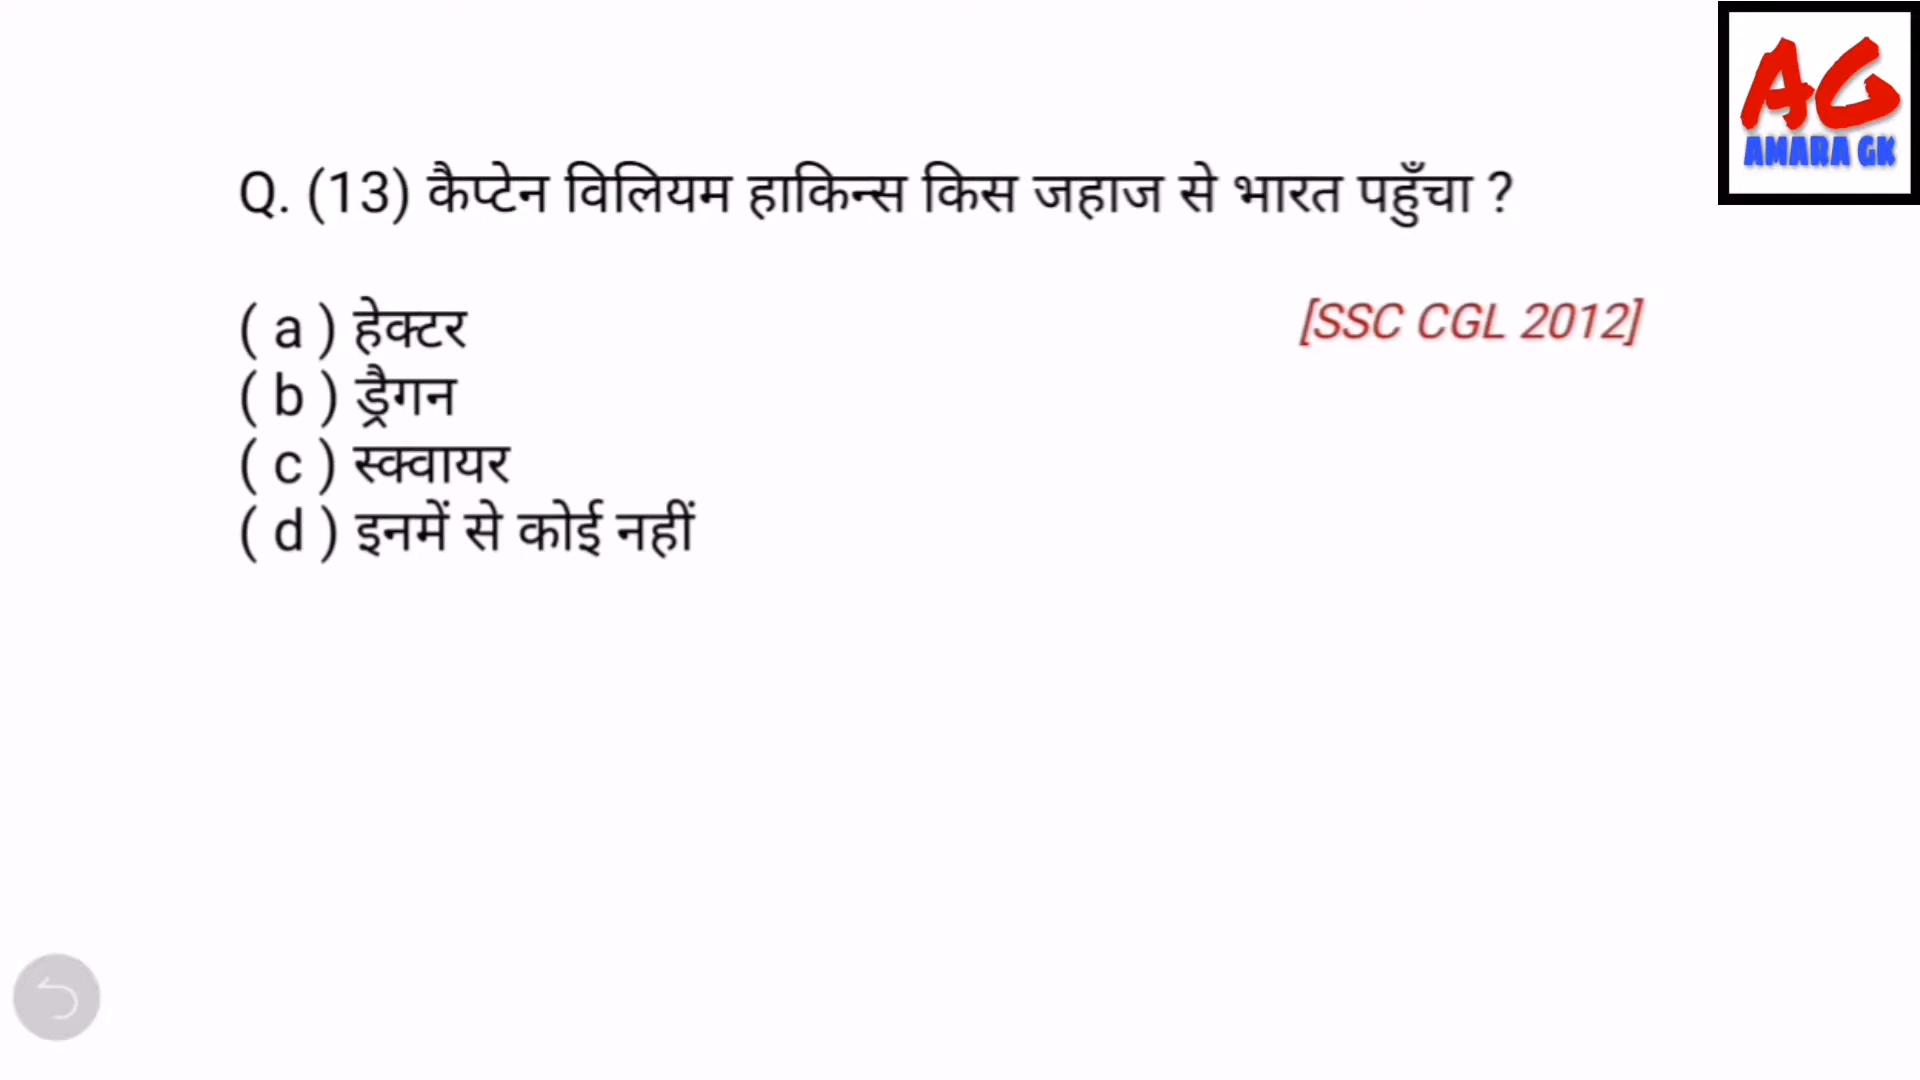 AG
AMARA GK
Q. (13) कैप्टेन विलियम हाकिन्स किस जहाज से भारत पहुँचा ?
( a ) हेक्टर
[SSC CGL 2012]
( b ) ड्रैगन
( c ) स्क्वायर
( d ) इनमें से कोई नहीं